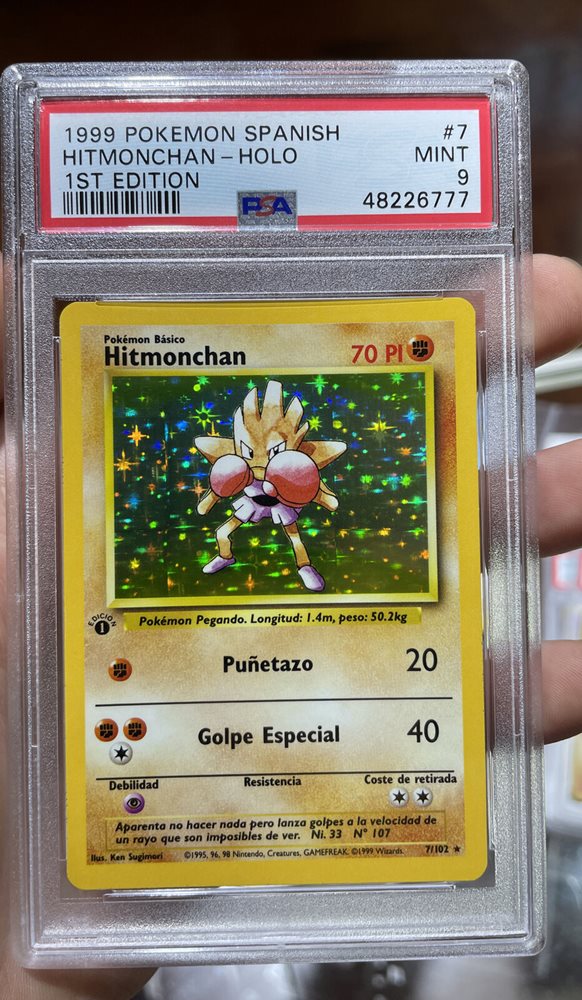 1999 POKEMON SPANISH #7
HITMONCHAN - HOLO MINT
1ST EDITION 9
PSA 48226777
Pokémon Básico
Hitmonchan 70 PI
EDICION
1
Pokémon Pegando. Longitud: 1.4m, peso: 50.2kg
Puñetazo 20
Golpe Especial 40
Debilidad Resistencia Coste de retirada
Aparenta no hacer nada pero lanza golpes a la velocidad de
un rayo que son imposibles de ver. Ni. 33 N° 107
Ilus. Ken Sugimori ©1995, 96, 98 Nintendo, Creatures, GAMEFREAK. ©1999 Wizards. 7/102 ★